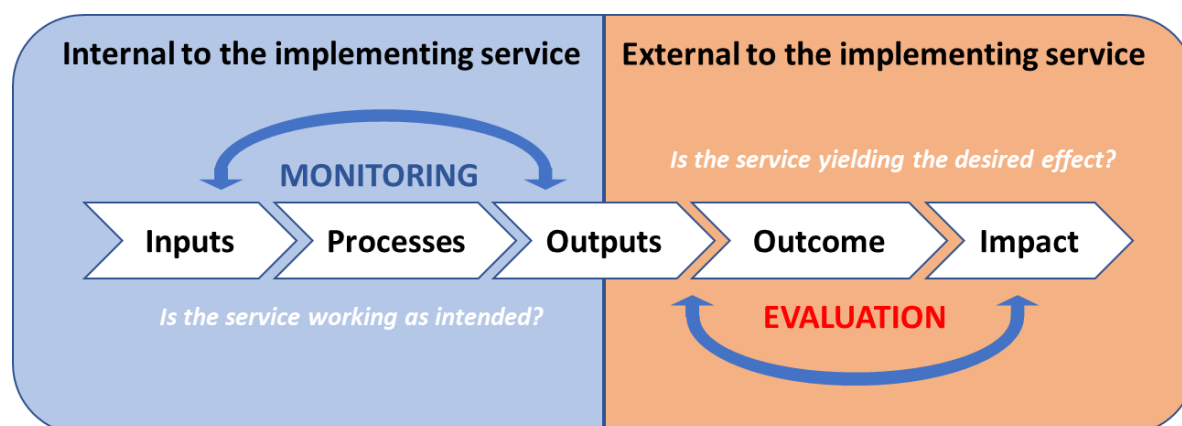 Internal to the implementing service
External to the implementing service
Is the service yielding the desired effect?
MONITORING
Inputs
Processes
Outputs
Outcome
Impact
Is the service working as intended?
EVALUATION